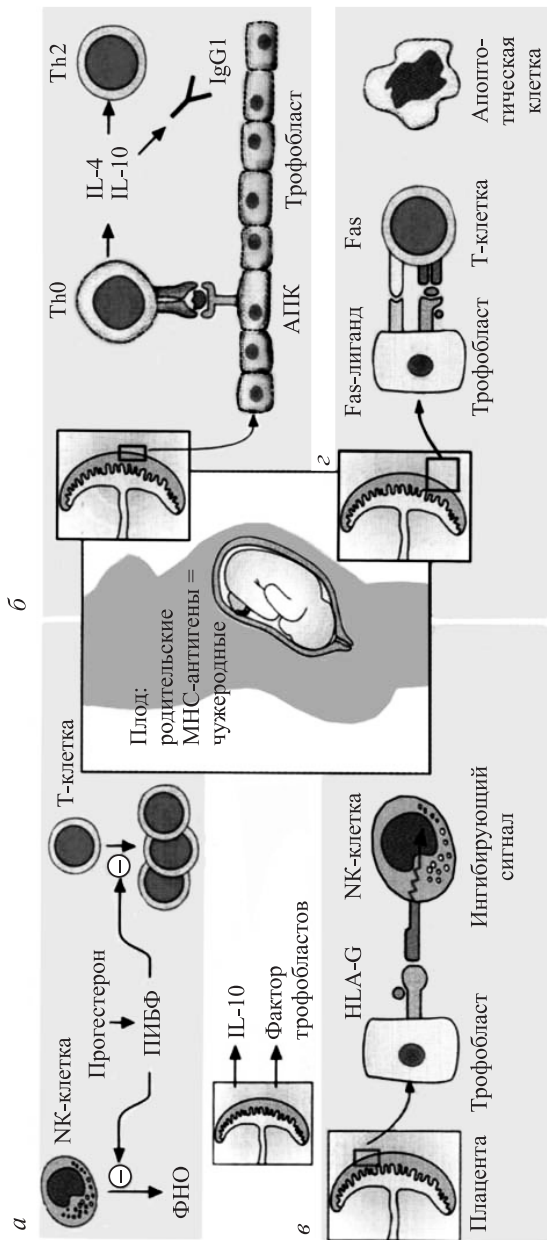 а
NK-клетка
Прогестерон
Т-клетка
ПИБФ
ФНО
IL-10
Фактор
трофобластов
б
Th0
IL-4
IL-10
Th2
IgG1
АПК
Трофобласт
Плод:
родительские
МНС-антигены =
чужеродные
в
HLA-G
NK-клетка
Плацента
Трофобласт
Ингибирующий
сигнал
г
Fas-лиганд
Fas
Трофобласт
Т-клетка
Апопто-
тическая
клетка